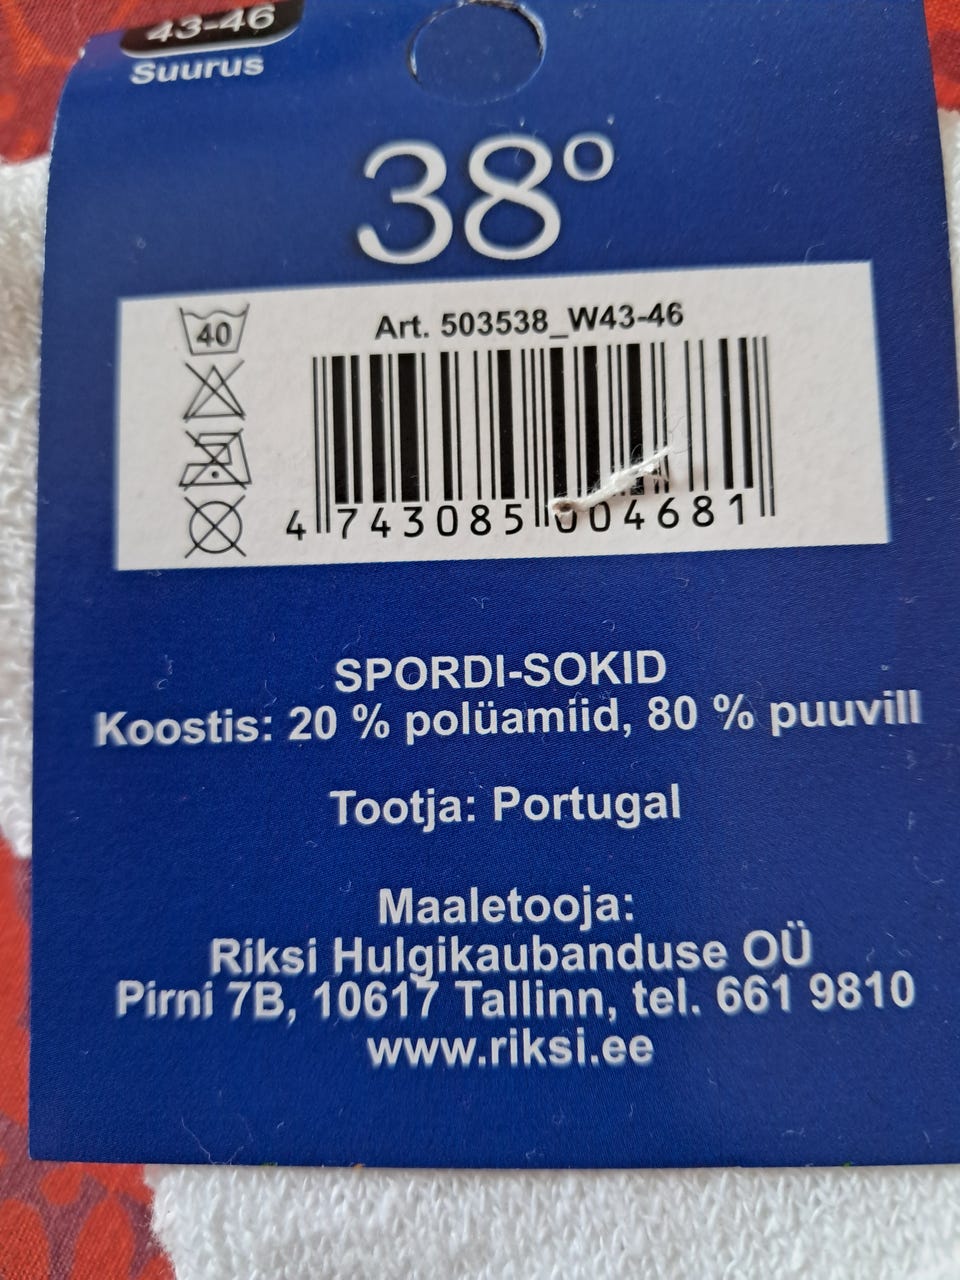 43-46
Suurus
38°
40
Art. 503538_W43-46
4 743085 004681
SPORDI-SOKID
Koostis: 20 % polüamiid, 80 % puuvill
Tootja: Portugal
Maaletooja:
Riksi Hulgikaubanduse OÜ
Pirni 7B, 10617 Tallinn, tel. 661 9810
www.riksi.ee